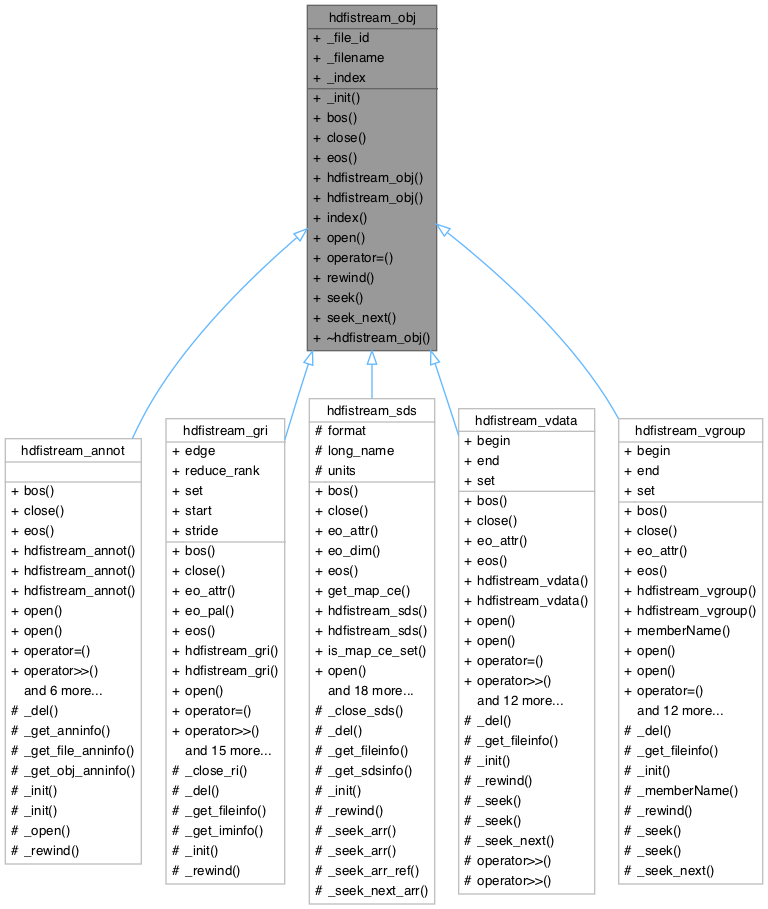 hdfistream_obj
+ _file_id
+ _filename
+ _index
+ _init()
+ bos()
+ close()
+ eos()
+ hdfistream_obj()
+ hdfistream_obj()
+ index()
+ open()
+ operator=()
+ rewind()
+ seek()
+ seek_next()
+ ~hdfistream_obj()
hdfistream_annot
+ bos()
+ close()
+ eos()
+ hdfistream_annot()
+ hdfistream_annot()
+ hdfistream_annot()
+ open()
+ open()
+ operator=()
+ operator>>()
and 6 more...
# _del()
# _get_anninfo()
# _get_file_anninfo()
# _get_obj_anninfo()
# _init()
# _init()
# _open()
# _rewind()
hdfistream_gri
+ edge
+ reduce_rank
+ set
+ start
+ stride
+ bos()
+ close()
+ eo_attr()
+ eo_pal()
+ eos()
+ hdfistream_gri()
+ hdfistream_gri()
+ open()
+ operator=()
+ operator>>()
and 15 more...
# _close_ri()
# _del()
# _get_fileinfo()
# _get_iminfo()
# _init()
# _rewind()
hdfistream_sds
# format
# long_name
# units
+ bos()
+ close()
+ eo_attr()
+ eo_dim()
+ eos()
+ get_map_ce()
+ hdfistream_sds()
+ hdfistream_sds()
+ is_map_ce_set()
+ open()
and 18 more...
# _close_sds()
# _del()
# _get_fileinfo()
# _get_sdsinfo()
# _init()
# _rewind()
# _seek_arr()
# _seek_arr()
# _seek_arr_ref()
# _seek_next_arr()
hdfistream_vdata
+ begin
+ end
+ set
+ bos()
+ close()
+ eo_attr()
+ eos()
+ hdfistream_vdata()
+ hdfistream_vdata()
+ open()
+ open()
+ operator=()
+ operator>>()
and 12 more...
# _del()
# _get_fileinfo()
# _init()
# _rewind()
# _seek()
# _seek()
# _seek_next()
# operator>>()
# operator>>()
hdfistream_vgroup
+ begin
+ end
+ set
+ bos()
+ close()
+ eo_attr()
+ eos()
+ hdfistream_vgroup()
+ hdfistream_vgroup()
+ memberName()
+ open()
+ open()
+ operator=()
and 12 more...
# _del()
# _get_fileinfo()
# _init()
# _memberName()
# _rewind()
# _seek()
# _seek()
# _seek_next()